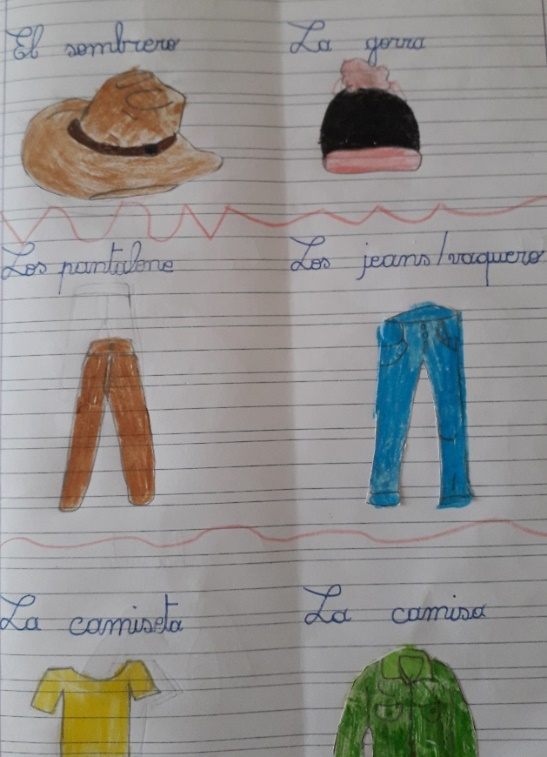 El sombrero
La gorra
Los pantalone
Los jeans/vaquero
La camiseta
La camisa